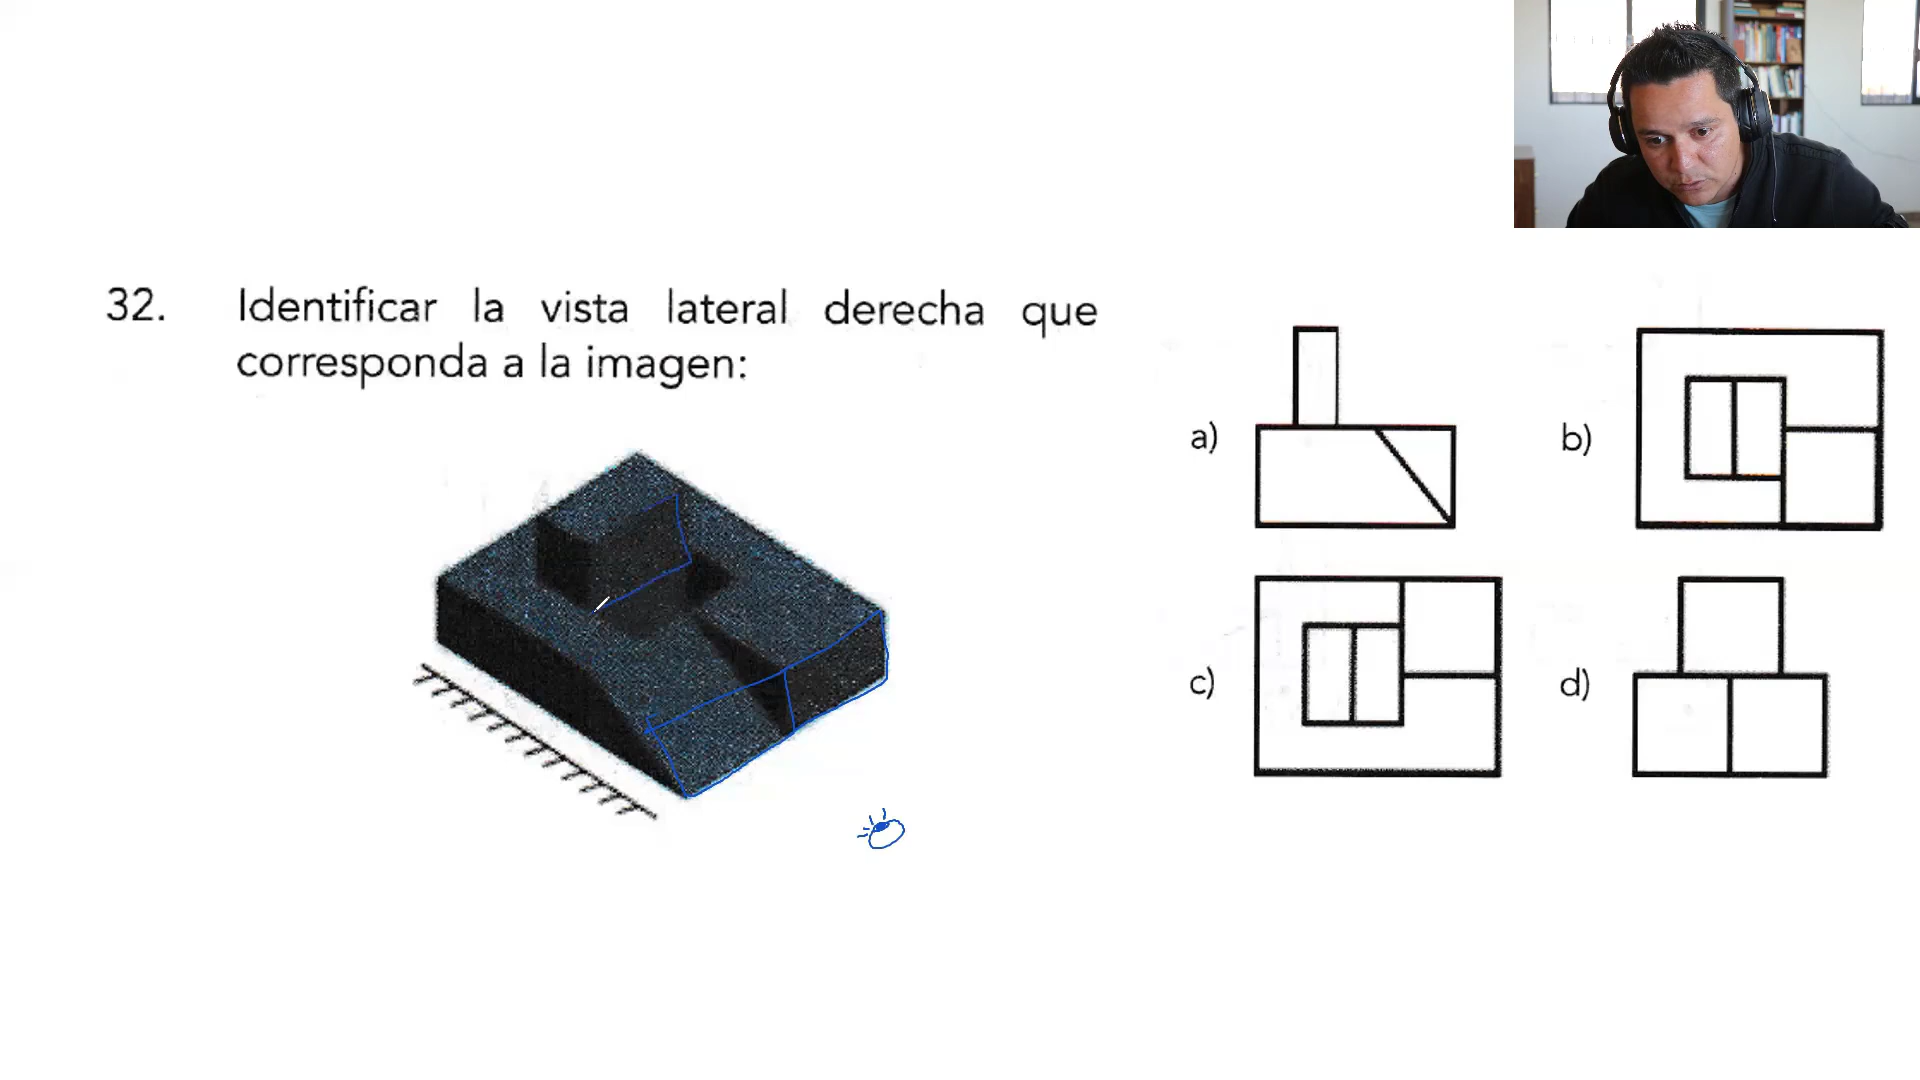 32. Identificar la vista lateral derecha que
corresponda a la imagen:
a)
b)
c)
d)